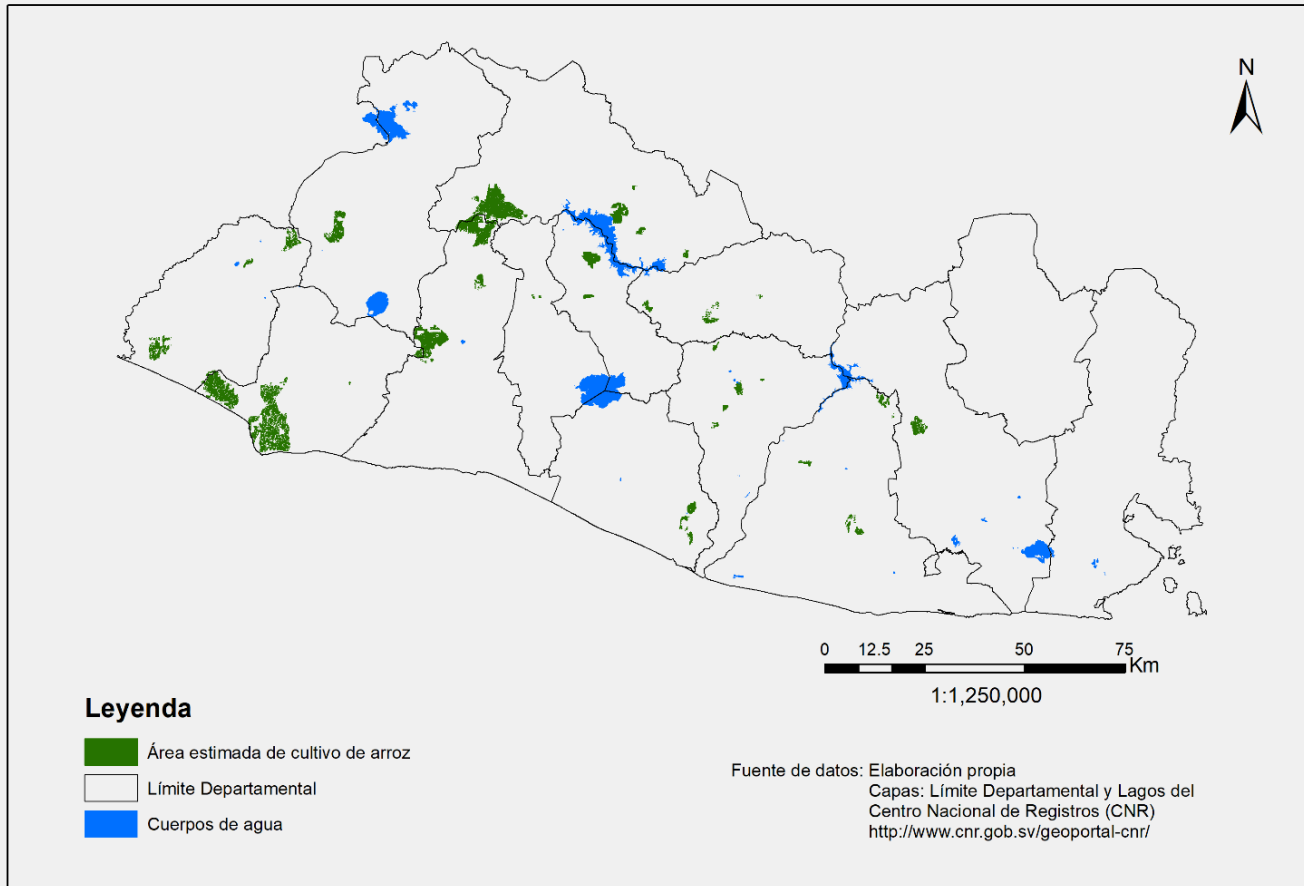 N
0 12.5 25 50 75
Km
1:1,250,000
Leyenda
Área estimada de cultivo de arroz
Límite Departamental
Cuerpos de agua
Fuente de datos: Elaboración propia
Capas: Límite Departamental y Lagos del
Centro Nacional de Registros (CNR)
http://www.cnr.gob.sv/geoportal-cnr/